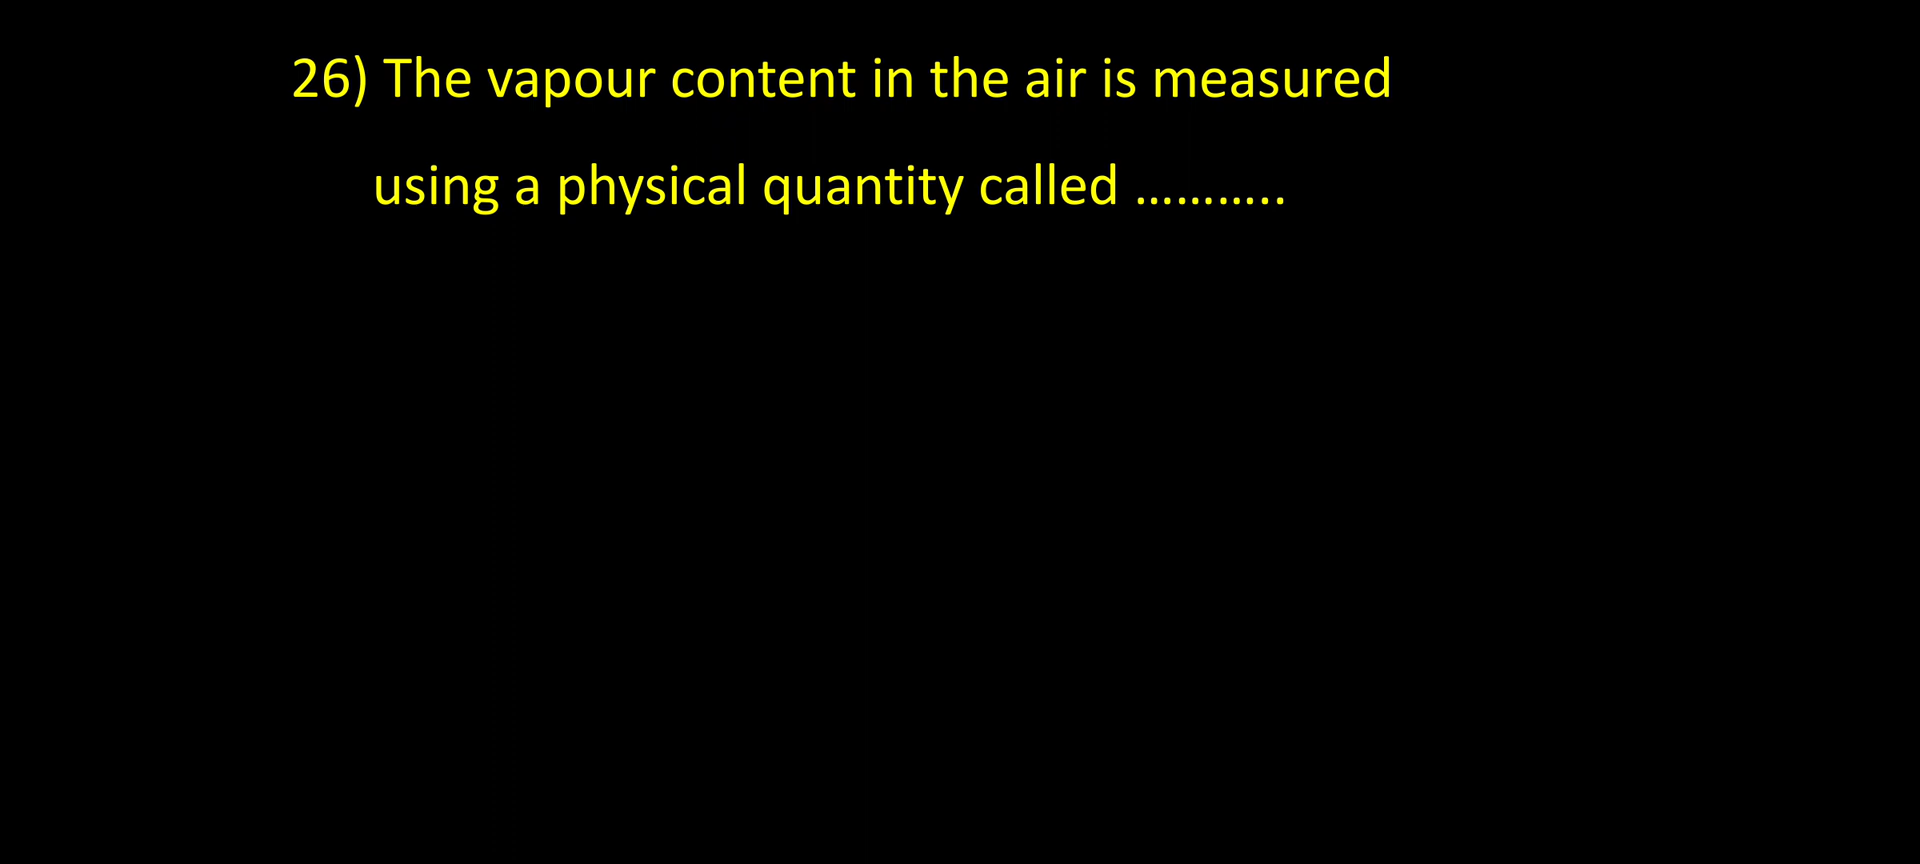 26) The vapour content in the air is measured
using a physical quantity called ………..